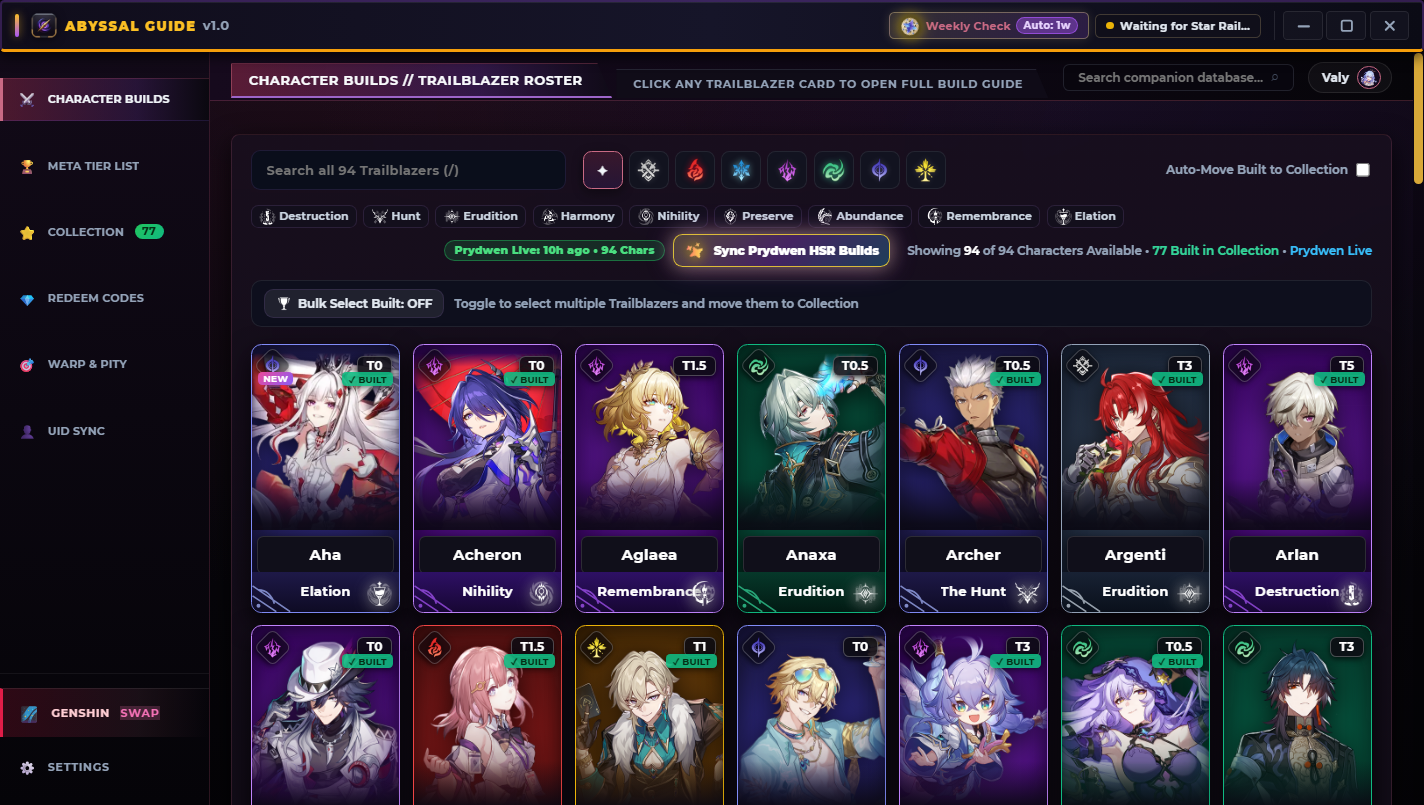 ABYSSAL GUIDE v1.0
Weekly Check Auto: 1w
Waiting for Star Rail...
CHARACTER BUILDS // TRAILBLAZER ROSTER
CLICK ANY TRAILBLAZER CARD TO OPEN FULL BUILD GUIDE
Search companion database...
Valy
CHARACTER BUILDS
META TIER LIST
COLLECTION 77
REDEEM CODES
WARP & PITY
UID SYNC
GENSHIN SWAP
SETTINGS
Search all 94 Trailblazers (/)
Auto-Move Built to Collection
Destruction Hunt Erudition Harmony Nihility Preserve Abundance Remembrance Elation
Prydwen Live: 10h ago • 94 Chars
Sync Prydwen HSR Builds
Showing 94 of 94 Characters Available • 77 Built in Collection • Prydwen Live
Bulk Select Built: OFF
Toggle to select multiple Trailblazers and move them to Collection
T0
NEW
✓ BUILT
Aha
Elation
T0
✓ BUILT
Acheron
Nihility
T1.5
Aglaea
Remembrance
T0.5
Anaxa
Erudition
T0.5
✓ BUILT
Archer
The Hunt
T3
✓ BUILT
Argenti
Erudition
T5
✓ BUILT
Arlan
Destruction
T0
✓ BUILT
T1.5
✓ BUILT
T1
✓ BUILT
T0
T3
✓ BUILT
T0.5
✓ BUILT
T3